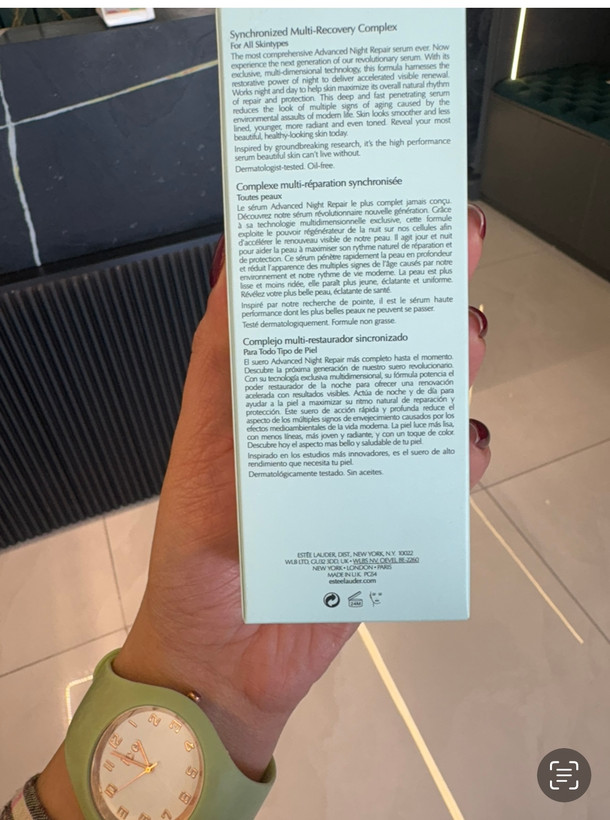 Synchronized Multi-Recovery Complex
For All Skintypes
The most comprehensive Advanced Night Repair serum ever. Now
experience the next generation of our revolutionary serum. With its
exclusive, multi-dimensional technology, this formula harnesses the
restorative power of night to deliver accelerated visible renewal.
Works night and day to help skin maximize its overall natural rhythm
of repair and protection. This deep and fast penetrating serum
reduces the look of multiple signs of aging caused by the
environmental assaults of modern life. Skin looks smoother and less
lined, younger, more radiant and even toned. Reveal your most
beautiful, healthy-looking skin today.
Inspired by groundbreaking research, it's the high performance
serum beautiful skin can't live without.
Dermatologist-tested. Oil-free.
Complexe multi-réparation synchronisée
Toutes peaux
Le sérum Advanced Night Repair le plus complet jamais conçu.
Découvrez notre sérum révolutionnaire nouvelle génération. Grâce
à sa technologie multidimensionnelle exclusive, cette formule
exploite le pouvoir régénérateur de la nuit sur nos cellules afin
d'accélérer le renouveau visible de notre peau. Il agit jour et nuit
pour aider la peau à maximiser son rythme naturel de réparation et
de protection. Ce sérum pénètre rapidement la peau en profondeur
et réduit l'apparence des multiples signes de l'âge causés par notre
environnement et notre rythme de vie moderne. La peau est plus
lisse et moins ridée, elle paraît plus jeune, éclatante et uniforme.
Révélez votre plus belle peau, éclatante de santé.
Inspiré par notre recherche de pointe, il est le sérum haute
performance dont les plus belles peaux ne peuvent se passer.
Testé dermatologiquement. Formule non grasse.
Complejo multi-restaurador sincronizado
Para Todo Tipo de Piel
El suero Advanced Night Repair más completo hasta el momento.
Descubre la próxima generación de nuestro suero revolucionario.
Con su tecnología exclusiva multidimensional, su fórmula potencia el
poder restaurador de la noche para ofrecer una renovación
acelerada con resultados visibles. Actúa de noche y de día para
ayudar a la piel a maximizar su ritmo natural de reparación y
protección. Este suero de acción rápida y profunda reduce el
aspecto de los múltiples signos de envejecimiento causados por los
efectos medioambientales de la vida moderna. La piel luce más lisa,
con menos líneas, más joven y radiante, y con un toque de color.
Descubre hoy el aspecto mas bello y saludable de tu piel.
Inspirado en los estudios más innovadores, es el suero de alto
rendimiento que necesita tu piel.
Dermatológicamente testado. Sin aceites.
ESTĒE LAUDER, DIST., NEW YORK, N.Y. 10022
WLB LTD, GU32 3DD, UK • WLBS NV, OEVEL BE-2260
NEW YORK • LONDON • PARIS
MADE IN U.K.
esteelauder.com